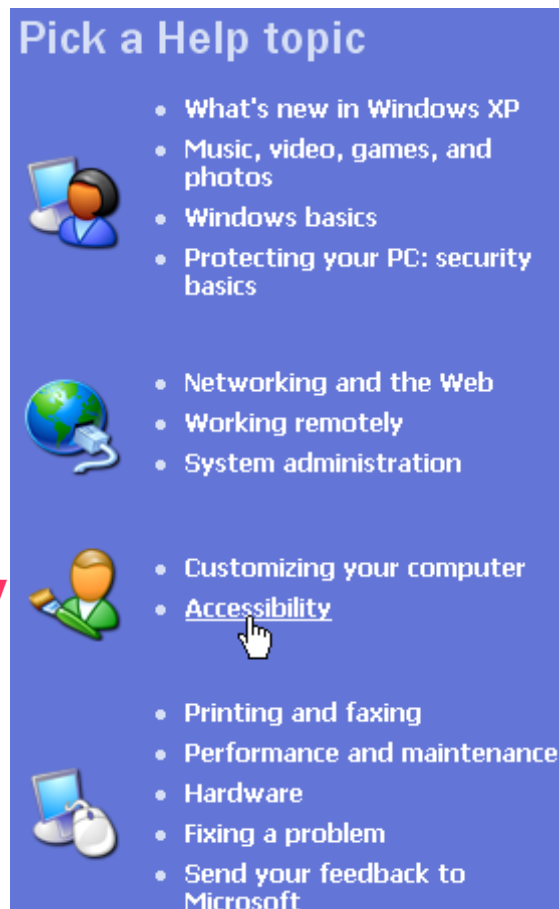 Pick a Help topic
What's new in Windows XP
Music, video, games, and
photos
Windows basics
Protecting your PC: security
basics
Networking and the Web
Working remotely
System administration
Customizing your computer
Accessibility
Printing and faxing
Performance and maintenance
Hardware
Fixing a problem
Send your feedback to
Microsoft